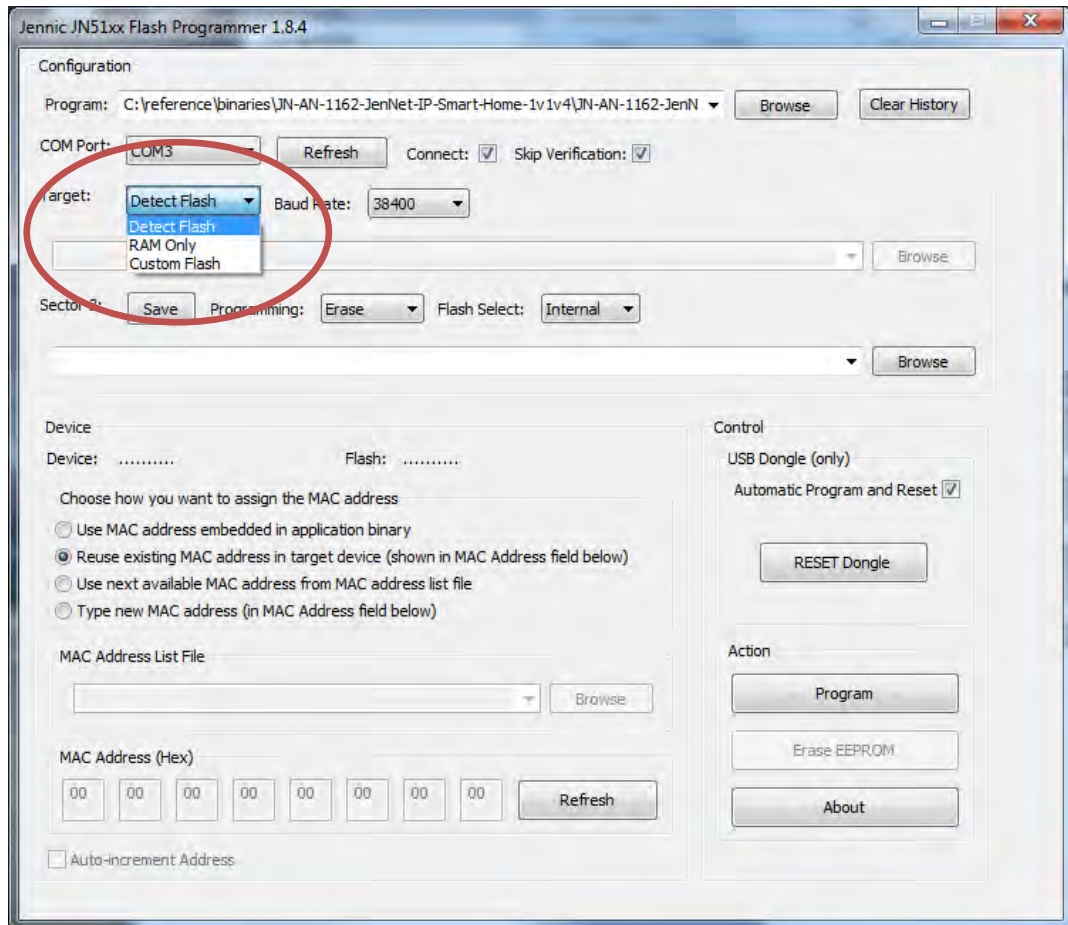 Jennic JN51xx Flash Programmer 1.8.4
Configuration
Program: C:\reference\binaries\JN-AN-1162-JenNet-IP-Smart-Home-1v1v4\JN-AN-1162-JenN Browse Clear History
COM Port: COM3 Refresh Connect: Skip Verification:
Target: Detect Flash Baud Rate: 38400
Detect Flash
RAM Only
Custom Flash
Browse
Sector 3: Save Programming: Erase Flash Select: Internal
Browse
Device
Device: .......... Flash: ..........
Choose how you want to assign the MAC address
Use MAC address embedded in application binary
Reuse existing MAC address in target device (shown in MAC Address field below)
Use next available MAC address from MAC address list file
Type new MAC address (in MAC Address field below)
MAC Address List File
Browse
MAC Address (Hex)
00 00 00 00 00 00 00 00 Refresh
Auto-increment Address
Control
USB Dongle (only)
Automatic Program and Reset
RESET Dongle
Action
Program
Erase EEPROM
About